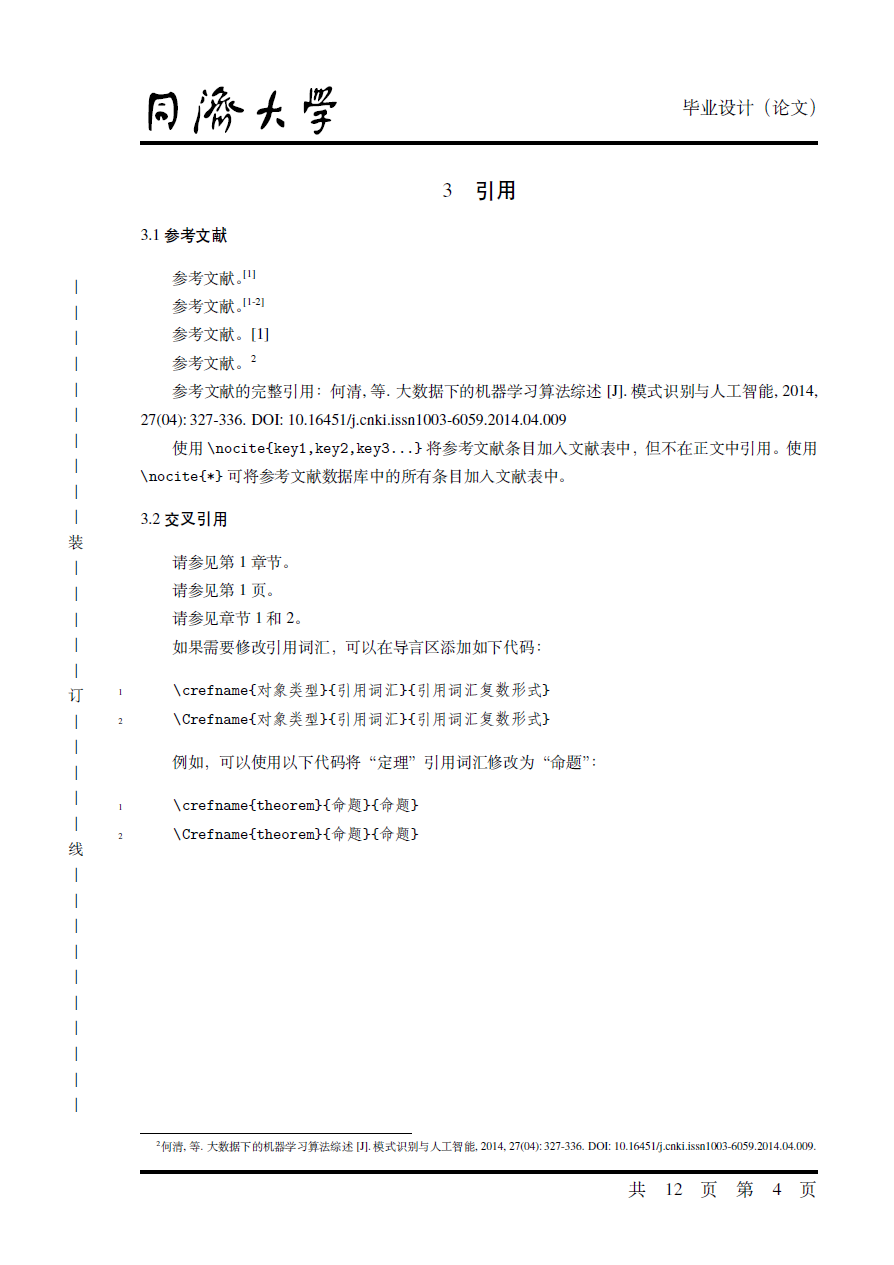 同濟大学
毕业设计（论文）
3 引用
3.1 参考文献
参考文献。[1]
参考文献。[1-2]
参考文献。[1]
参考文献。2
参考文献的完整引用：何清, 等. 大数据下的机器学习算法综述 [J]. 模式识别与人工智能, 2014,
27(04): 327-336. DOI: 10.16451/j.cnki.issn1003-6059.2014.04.009
使用 \nocite{key1,key2,key3...} 将参考文献条目加入文献表中，但不在正文中引用。使用
\nocite{*} 可将参考文献数据库中的所有条目加入文献表中。
3.2 交叉引用
请参见第 1 章节。
请参见第 1 页。
请参见章节 1 和 2。
如果需要修改引用词汇，可以在导言区添加如下代码：
1 \crefname{对象类型}{引用词汇}{引用词汇复数形式}
2 \Crefname{对象类型}{引用词汇}{引用词汇复数形式}
例如，可以使用以下代码将“定理”引用词汇修改为“命题”：
1 \crefname{theorem}{命题}{命题}
2 \Crefname{theorem}{命题}{命题}
装
订
线
2何清, 等. 大数据下的机器学习算法综述 [J]. 模式识别与人工智能, 2014, 27(04): 327-336. DOI: 10.16451/j.cnki.issn1003-6059.2014.04.009.
共 12 页 第 4 页